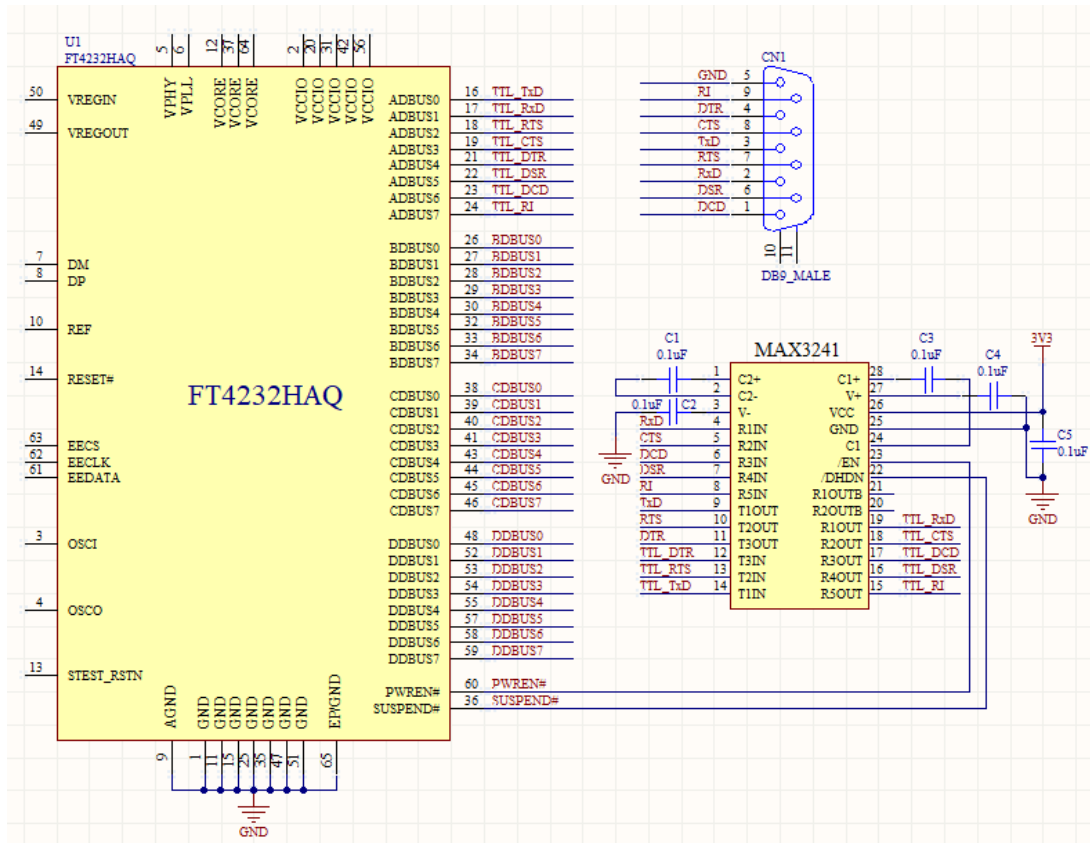 U1
FT4232HAQ
5 6 12 37 64 2 20 31 42 56
VPHY VPLL VCORE VCORE VCORE VCCIO VCCIO VCCIO VCCIO VCCIO
50 VREGIN
49 VREGOUT
7 DM
8 DP
10 REF
14 RESET#
FT4232HAQ
63 EECS
62 EECLK
61 EEDATA
3 OSCI
4 OSCO
13 STEST_RSTN
ADBUS0 16 TTL_TxD
ADBUS1 17 TTL_RxD
ADBUS2 18 TTL_RTS
ADBUS3 19 TTL_CTS
ADBUS4 21 TTL_DTR
ADBUS5 22 TTL_DSR
ADBUS6 23 TTL_DCD
ADBUS7 24 TTL_RI
BDBUS0 26 BDBUS0
BDBUS1 27 BDBUS1
BDBUS2 28 BDBUS2
BDBUS3 29 BDBUS3
BDBUS4 30 BDBUS4
BDBUS5 32 BDBUS5
BDBUS6 33 BDBUS6
BDBUS7 34 BDBUS7
CDBUS0 38 CDBUS0
CDBUS1 39 CDBUS1
CDBUS2 40 CDBUS2
CDBUS3 41 CDBUS3
CDBUS4 43 CDBUS4
CDBUS5 44 CDBUS5
CDBUS6 45 CDBUS6
CDBUS7 46 CDBUS7
DDBUS0 48 DDBUS0
DDBUS1 52 DDBUS1
DDBUS2 53 DDBUS2
DDBUS3 54 DDBUS3
DDBUS4 55 DDBUS4
DDBUS5 57 DDBUS5
DDBUS6 58 DDBUS6
DDBUS7 59 DDBUS7
PWREN# 60 PWREN#
SUSPEND# 36 SUSPEND#
AGND GND GND GND GND GND GND GND EP/GND
9 1 11 15 25 35 47 51 65
GND
CN1
GND 5
RI 9
DTR 4
CTS 8
TxD 3
RTS 7
RxD 2
DSR 6
DCD 1
10 11
DB9_MALE
C1
0.1uF
0.1uF C2
GND
MAX3241
1 C2+
2 C2-
3 V-
RxD 4 R1IN
CTS 5 R2IN
DCD 6 R3IN
DSR 7 R4IN
RI 8 R5IN
TxD 9 T1OUT
RTS 10 T2OUT
DTR 11 T3OUT
TTL_DTR 12 T3IN
TTL_RTS 13 T2IN
TTL_TxD 14 T1IN
C1+ 28
V+ 27
VCC 26
GND 25
C1 24
/EN 23
/DHDN 22
R1OUTB 21
R2OUTB 20
R1OUT 19 TTL_RxD
R2OUT 18 TTL_CTS
R3OUT 17 TTL_DCD
R4OUT 16 TTL_DSR
R5OUT 15 TTL_RI
C3
0.1uF
C4
0.1uF
3V3
C5
0.1uF
GND